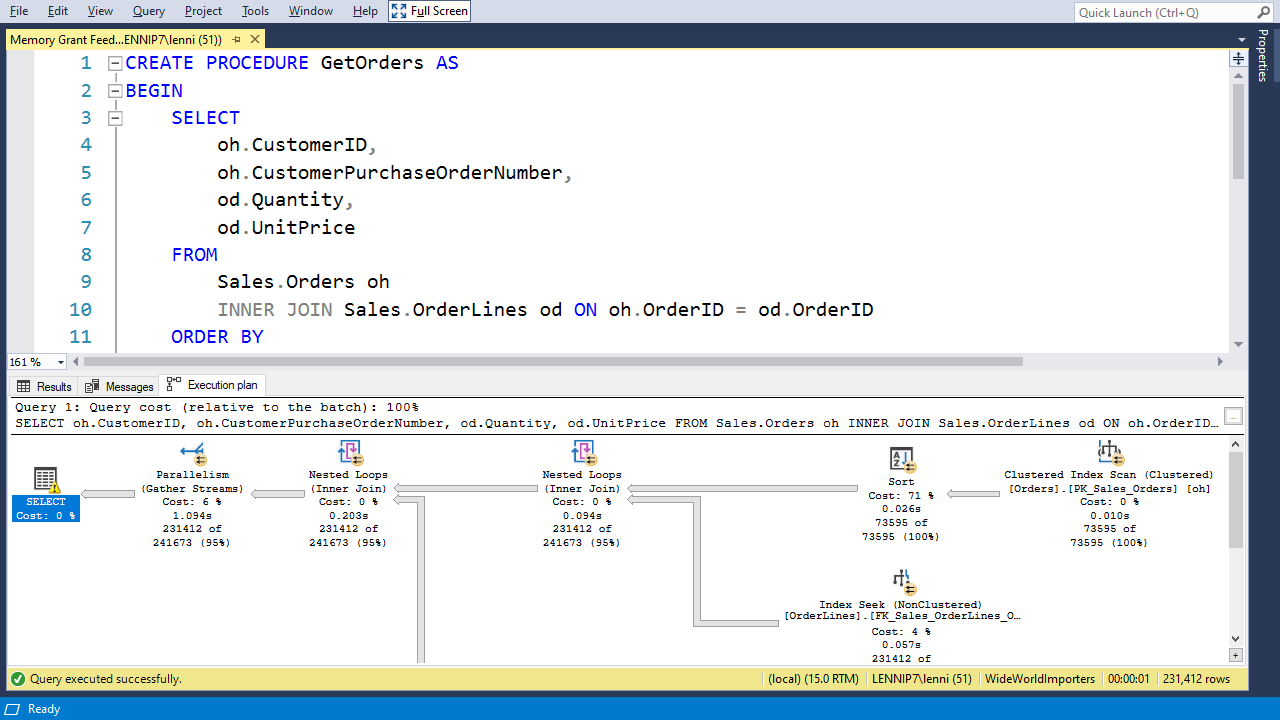 File Edit View Query Project Tools Window Help Full Screen
Quick Launch (Ctrl+Q)
Memory Grant Feed...ENNIP7\lenni (51))
Properties
1 CREATE PROCEDURE GetOrders AS
2 BEGIN
3 SELECT
4 oh.CustomerID,
5 oh.CustomerPurchaseOrderNumber,
6 od.Quantity,
7 od.UnitPrice
8 FROM
9 Sales.Orders oh
10 INNER JOIN Sales.OrderLines od ON oh.OrderID = od.OrderID
11 ORDER BY
161 %
Results Messages Execution plan
Query 1: Query cost (relative to the batch): 100%
SELECT oh.CustomerID, oh.CustomerPurchaseOrderNumber, od.Quantity, od.UnitPrice FROM Sales.Orders oh INNER JOIN Sales.OrderLines od ON oh.OrderID…
SELECT
Cost: 0 %
Parallelism
(Gather Streams)
Cost: 6 %
1.094s
231412 of
241673 (95%)
Nested Loops
(Inner Join)
Cost: 0 %
0.203s
231412 of
241673 (95%)
Nested Loops
(Inner Join)
Cost: 0 %
0.094s
231412 of
241673 (95%)
Sort
Cost: 71 %
0.026s
73595 of
73595 (100%)
Clustered Index Scan (Clustered)
[Orders].[PK_Sales_Orders] [oh]
Cost: 0 %
0.010s
73595 of
73595 (100%)
Index Seek (NonClustered)
[OrderLines].[FK_Sales_OrderLines_O…
Cost: 4 %
0.057s
231412 of
Query executed successfully.
(local) (15.0 RTM) LENNIP7\lenni (51) WideWorldImporters 00:00:01 231,412 rows
Ready